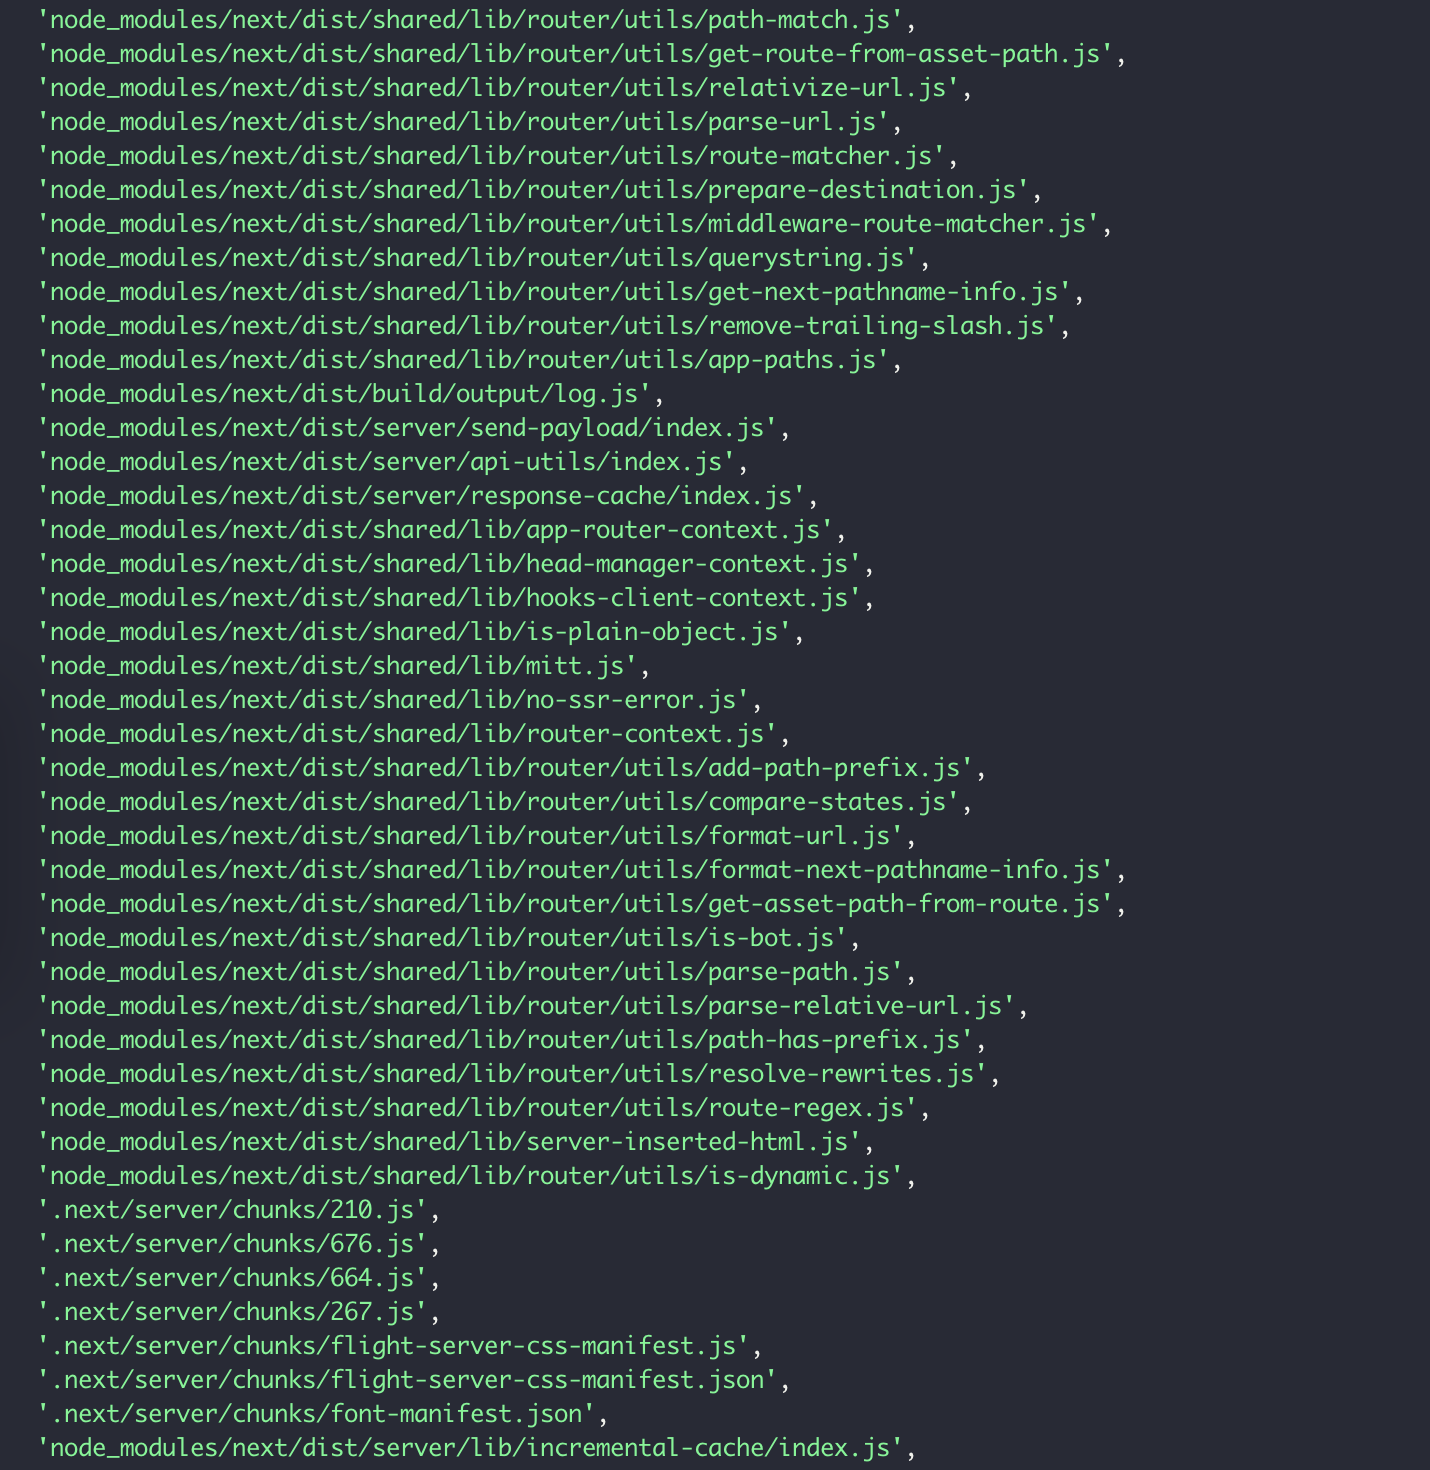 'node_modules/next/dist/shared/lib/router/utils/path-match.js',
'node_modules/next/dist/shared/lib/router/utils/get-route-from-asset-path.js',
'node_modules/next/dist/shared/lib/router/utils/relativize-url.js',
'node_modules/next/dist/shared/lib/router/utils/parse-url.js',
'node_modules/next/dist/shared/lib/router/utils/route-matcher.js',
'node_modules/next/dist/shared/lib/router/utils/prepare-destination.js',
'node_modules/next/dist/shared/lib/router/utils/middleware-route-matcher.js',
'node_modules/next/dist/shared/lib/router/utils/querystring.js',
'node_modules/next/dist/shared/lib/router/utils/get-next-pathname-info.js',
'node_modules/next/dist/shared/lib/router/utils/remove-trailing-slash.js',
'node_modules/next/dist/shared/lib/router/utils/app-paths.js',
'node_modules/next/dist/build/output/log.js',
'node_modules/next/dist/server/send-payload/index.js',
'node_modules/next/dist/server/api-utils/index.js',
'node_modules/next/dist/server/response-cache/index.js',
'node_modules/next/dist/shared/lib/app-router-context.js',
'node_modules/next/dist/shared/lib/head-manager-context.js',
'node_modules/next/dist/shared/lib/hooks-client-context.js',
'node_modules/next/dist/shared/lib/is-plain-object.js',
'node_modules/next/dist/shared/lib/mitt.js',
'node_modules/next/dist/shared/lib/no-ssr-error.js',
'node_modules/next/dist/shared/lib/router-context.js',
'node_modules/next/dist/shared/lib/router/utils/add-path-prefix.js',
'node_modules/next/dist/shared/lib/router/utils/compare-states.js',
'node_modules/next/dist/shared/lib/router/utils/format-url.js',
'node_modules/next/dist/shared/lib/router/utils/format-next-pathname-info.js',
'node_modules/next/dist/shared/lib/router/utils/get-asset-path-from-route.js',
'node_modules/next/dist/shared/lib/router/utils/is-bot.js',
'node_modules/next/dist/shared/lib/router/utils/parse-path.js',
'node_modules/next/dist/shared/lib/router/utils/parse-relative-url.js',
'node_modules/next/dist/shared/lib/router/utils/path-has-prefix.js',
'node_modules/next/dist/shared/lib/router/utils/resolve-rewrites.js',
'node_modules/next/dist/shared/lib/router/utils/route-regex.js',
'node_modules/next/dist/shared/lib/server-inserted-html.js',
'node_modules/next/dist/shared/lib/router/utils/is-dynamic.js',
'.next/server/chunks/210.js',
'.next/server/chunks/676.js',
'.next/server/chunks/664.js',
'.next/server/chunks/267.js',
'.next/server/chunks/flight-server-css-manifest.js',
'.next/server/chunks/flight-server-css-manifest.json',
'.next/server/chunks/font-manifest.json',
'node_modules/next/dist/server/lib/incremental-cache/index.js',